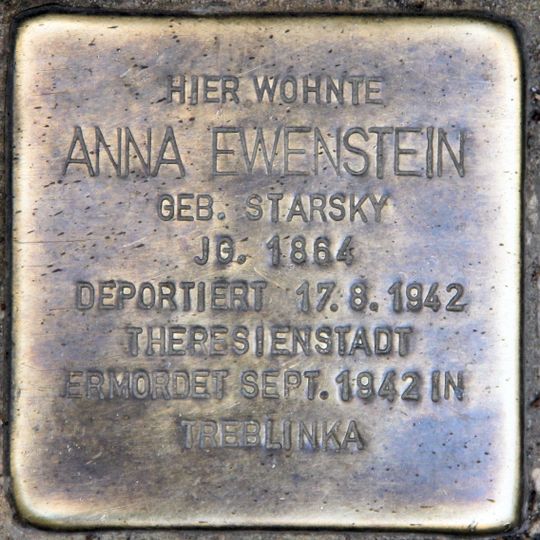 HIER WOHNTE
ANNA EWENSTEIN
GEB. STARSKY
JG. 1864
DEPORTIERT 17.8.1942
THERESIENSTADT
ERMORDET SEPT. 1942 IN
TREBLINKA